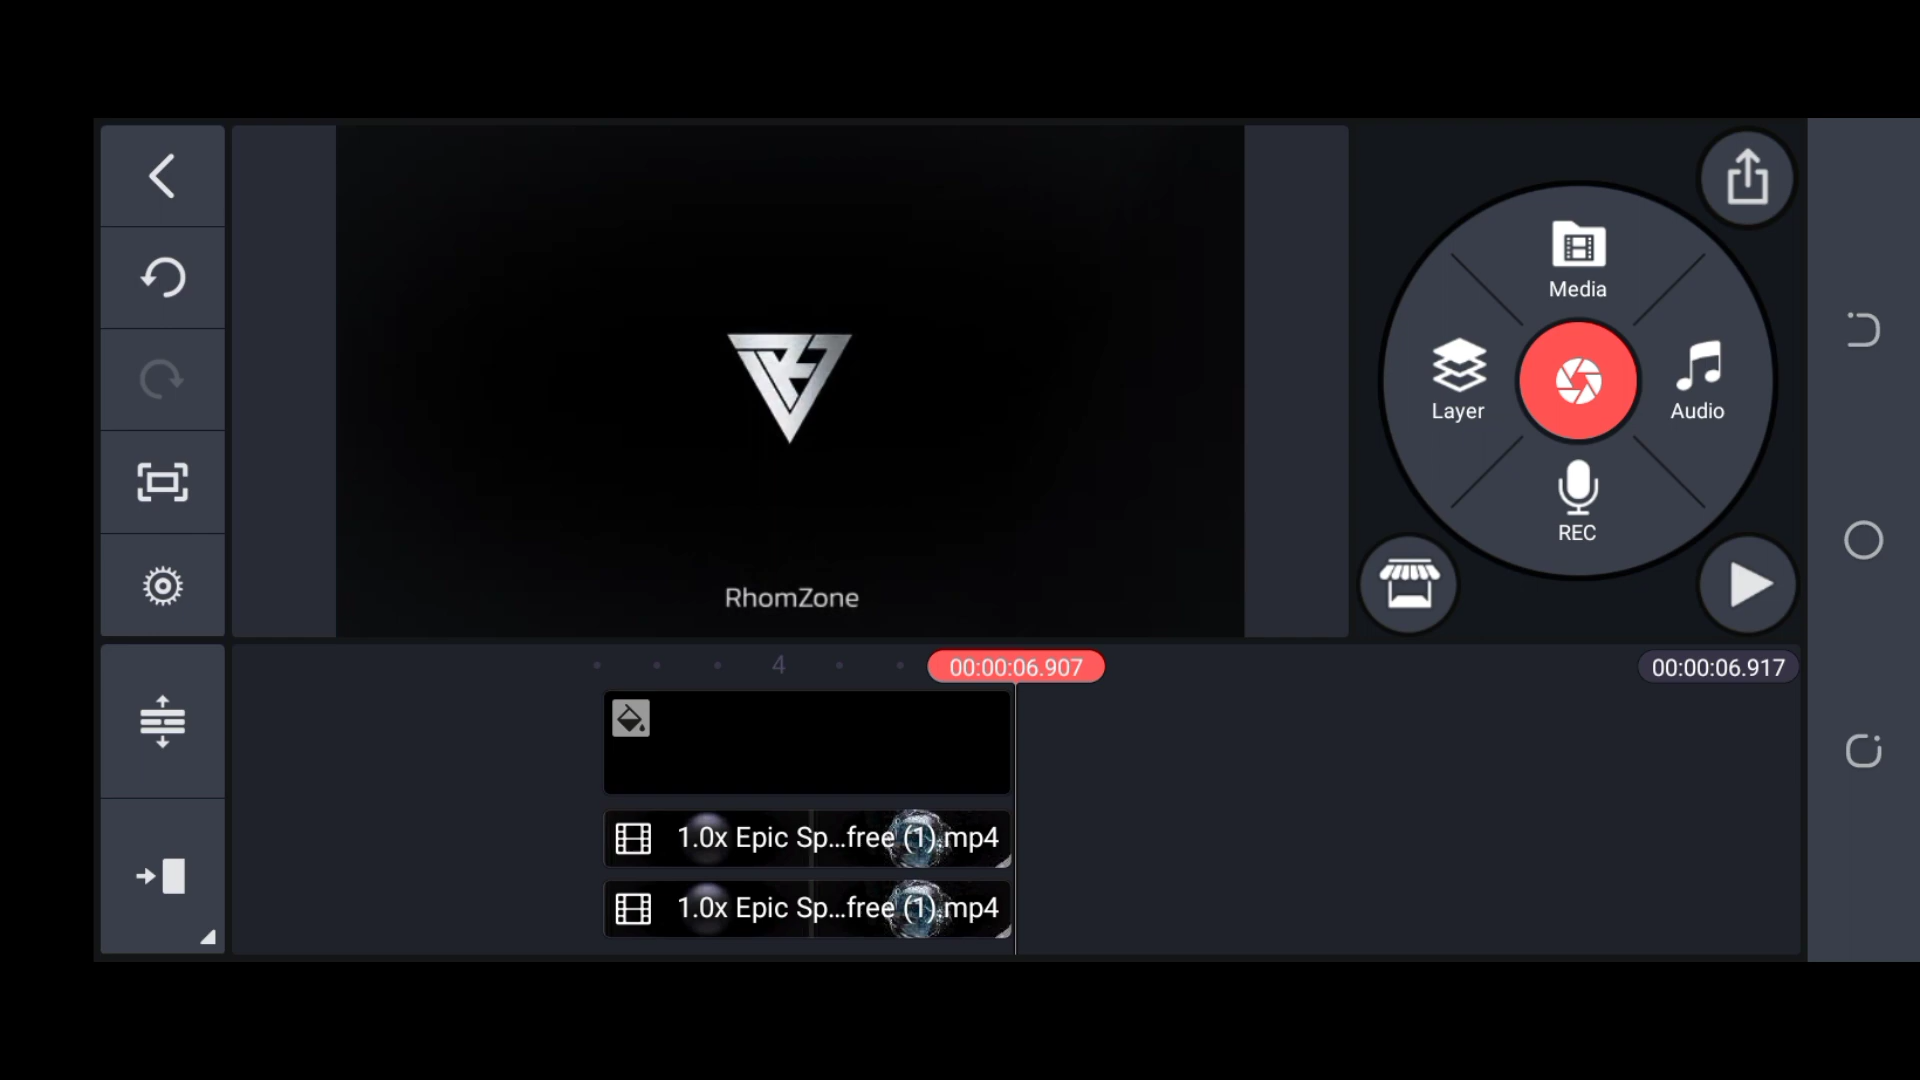 Media
Layer
Audio
REC
RhomZone
4
00:00:06.907
00:00:06.917
1.0x Epic Sp...free (1).mp4
1.0x Epic Sp...free (1).mp4